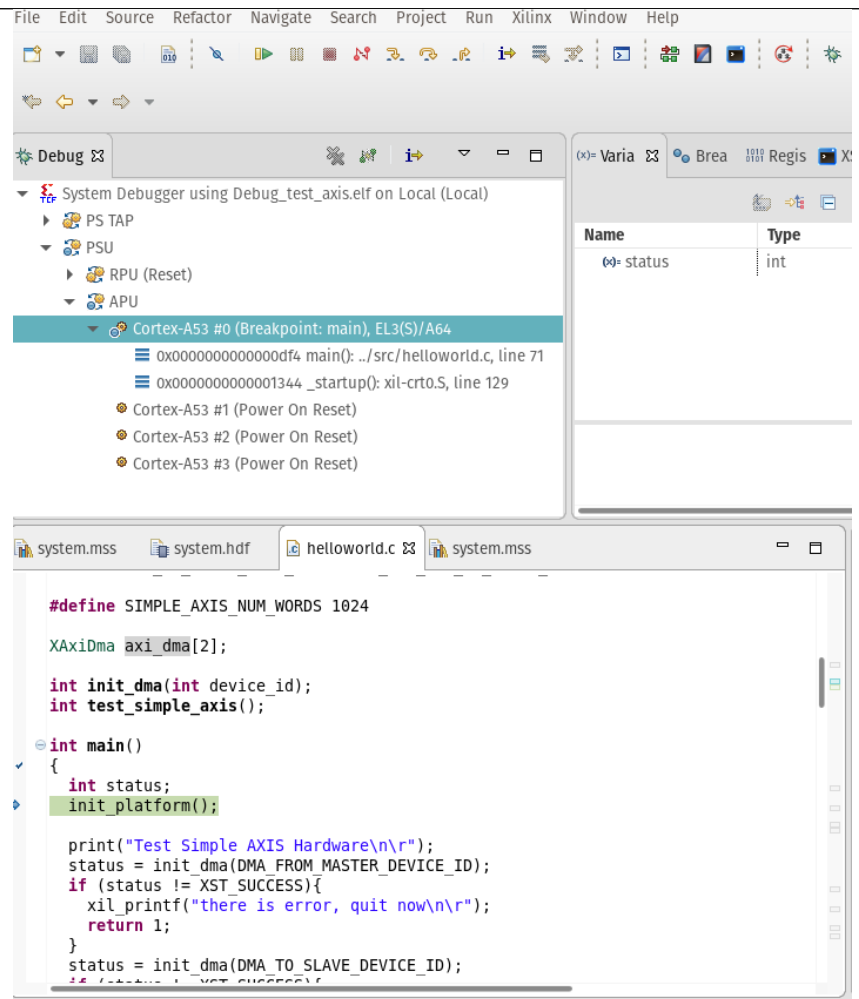 File Edit Source Refactor Navigate Search Project Run Xilinx Window Help
Debug
System Debugger using Debug_test_axis.elf on Local (Local)
PS TAP
PSU
RPU (Reset)
APU
Cortex-A53 #0 (Breakpoint: main), EL3(S)/A64
0x0000000000000df4 main(): ../src/helloworld.c, line 71
0x0000000000001344 _startup(): xil-crt0.S, line 129
Cortex-A53 #1 (Power On Reset)
Cortex-A53 #2 (Power On Reset)
Cortex-A53 #3 (Power On Reset)
(x)= Varia Brea Regis XS
Name Type
(x)= status int
system.mss system.hdf helloworld.c system.mss
#define SIMPLE_AXIS_NUM_WORDS 1024
XAxiDma axi_dma[2];
int init_dma(int device_id);
int test_simple_axis();
int main()
{
int status;
init_platform();
print("Test Simple AXIS Hardware\n\r");
status = init_dma(DMA_FROM_MASTER_DEVICE_ID);
if (status != XST_SUCCESS){
xil_printf("there is error, quit now\n\r");
return 1;
}
status = init_dma(DMA_TO_SLAVE_DEVICE_ID);
if (status != XST_SUCCESS){